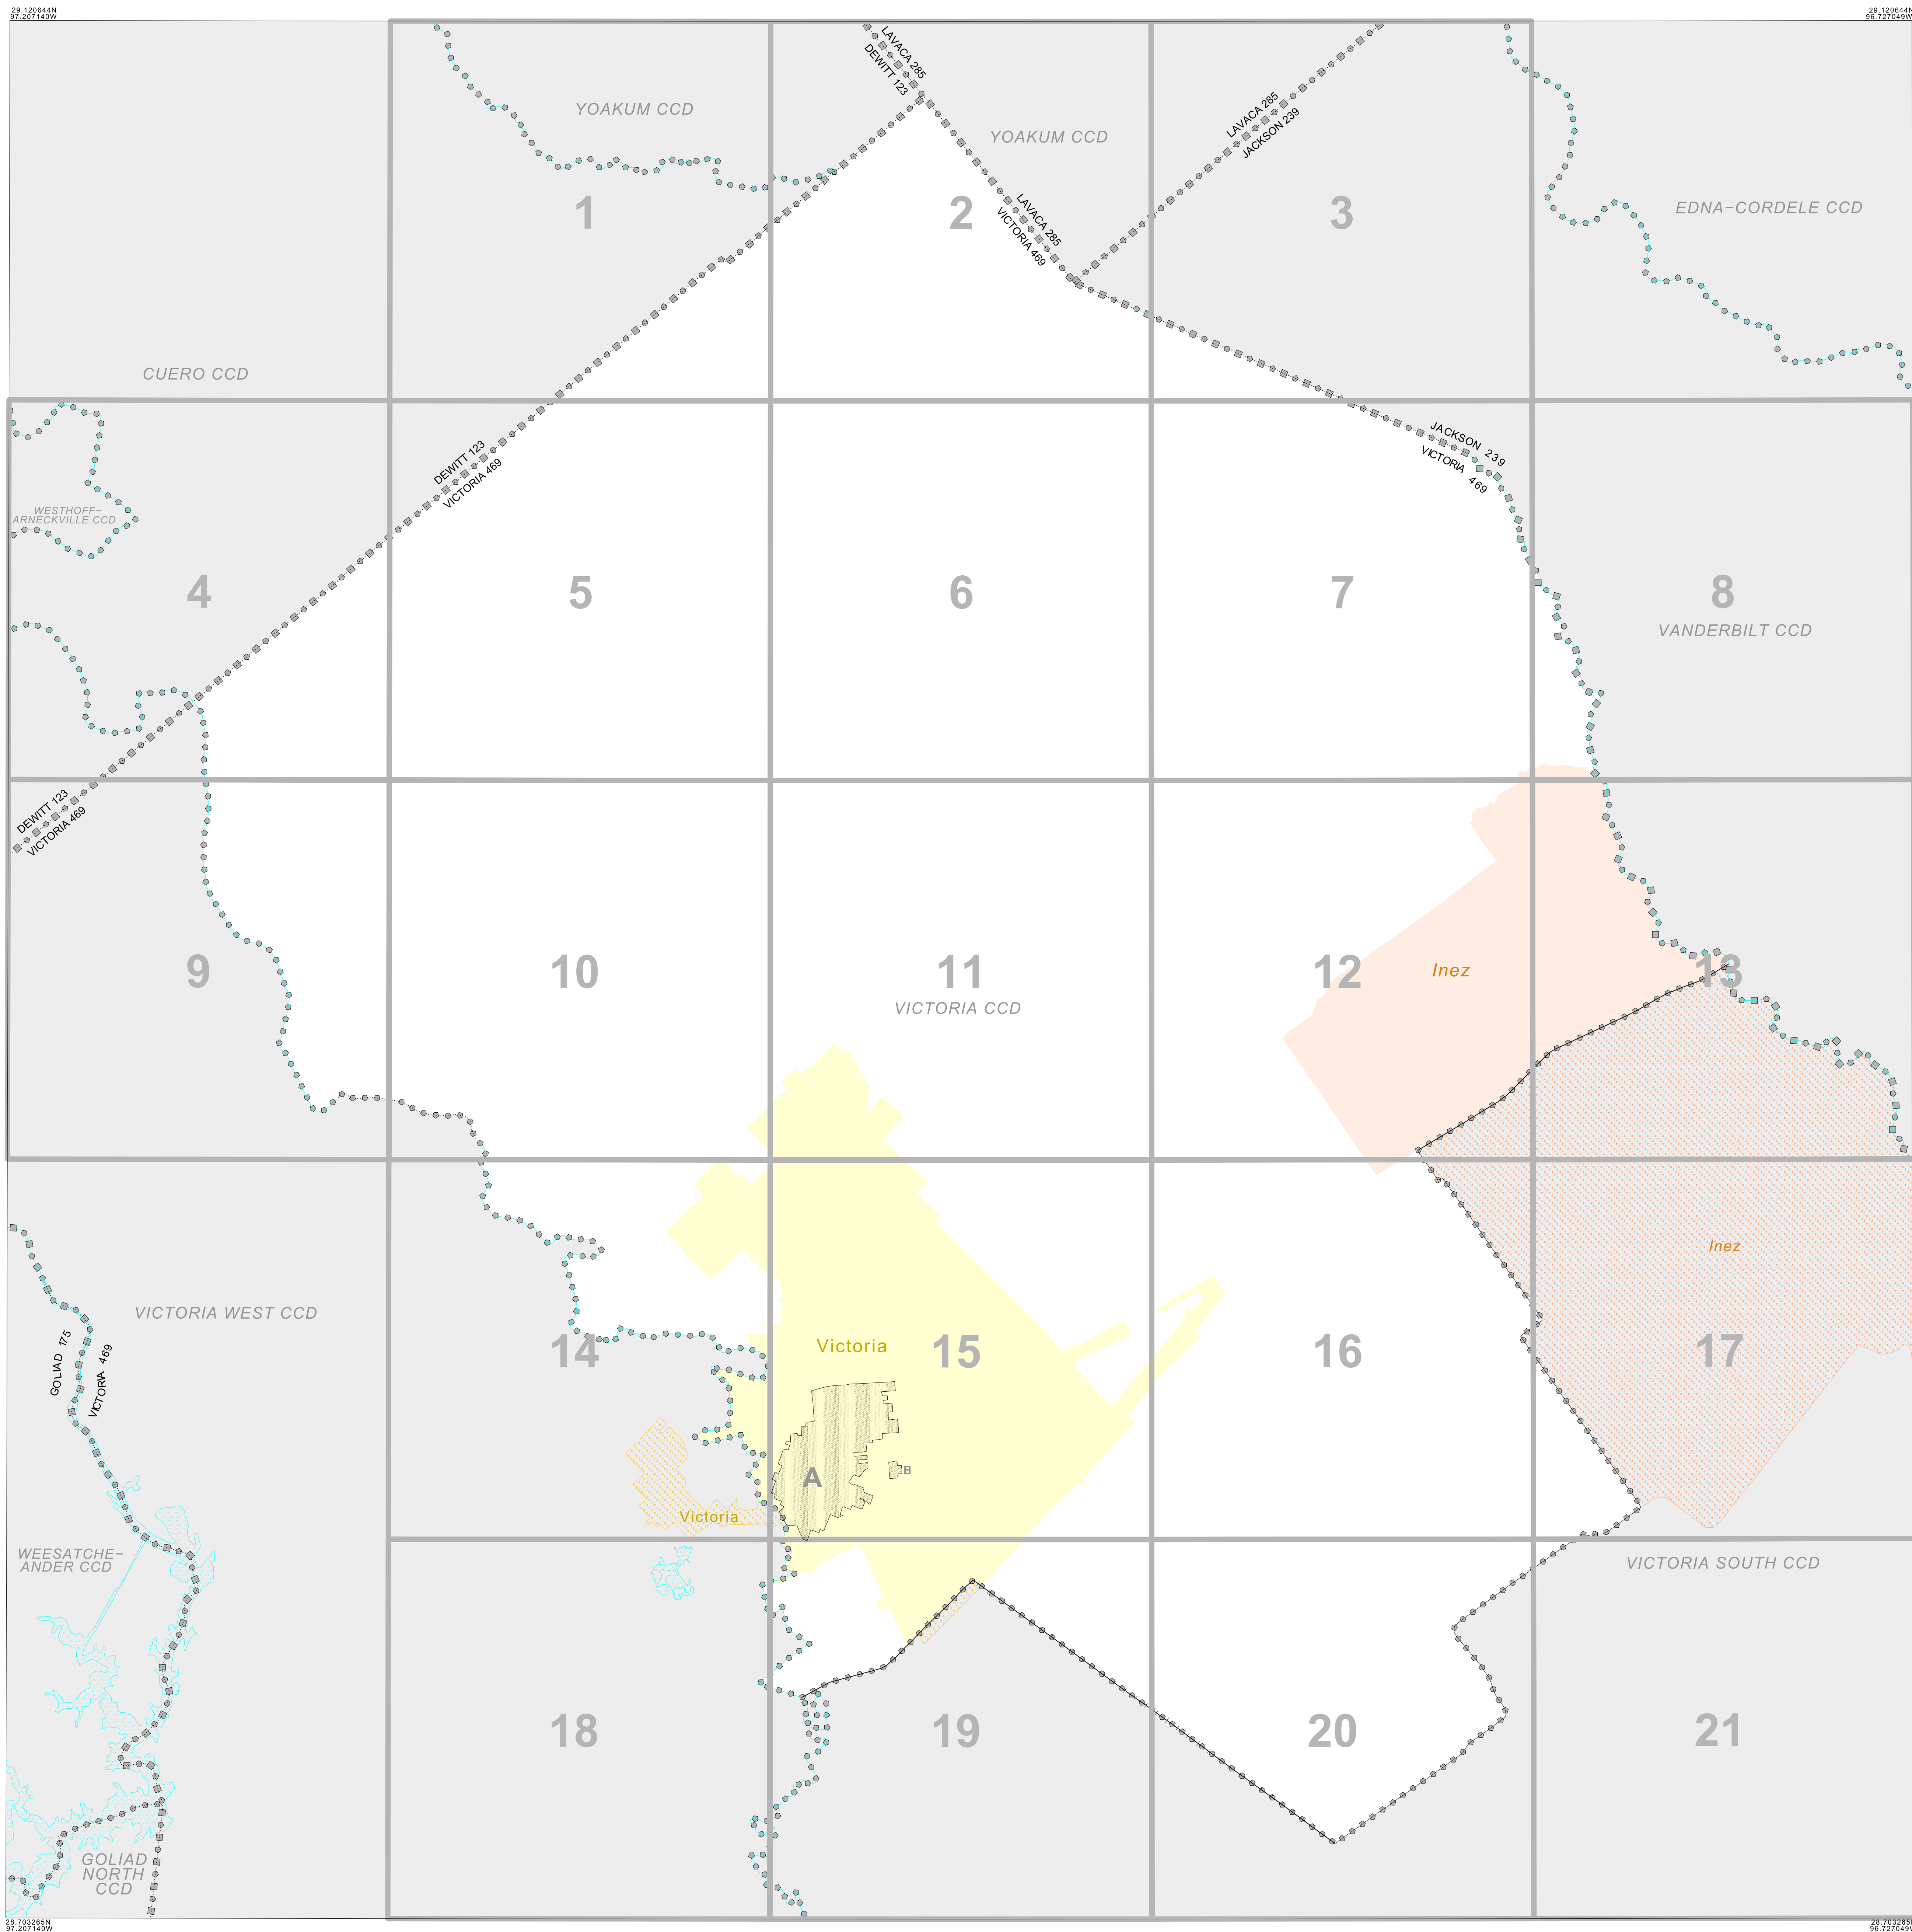 29.120644N
97.207140W
29.120644N
96.727049W
LAVACA 285
DEWITT 123
YOAKUM CCD
YOAKUM CCD
LAVACA 285
JACKSON 239
1
2
3
EDNA-CORDELE CCD
LAVACA 285
VICTORIA 469
CUERO CCD
DEWITT 123
VICTORIA 469
JACKSON 239
VICTORIA 469
WESTHOFF-
ARNECKVILLE CCD
4
5
6
7
8
VANDERBILT CCD
DEWITT 123
VICTORIA 469
9
10
11
12
Inez
13
VICTORIA CCD
Inez
VICTORIA WEST CCD
GOLIAD 175
VICTORIA 469
14
Victoria
15
16
17
A
B
Victoria
WEESATCHE-
ANDER CCD
VICTORIA SOUTH CCD
18
19
20
21
GOLIAD
NORTH
CCD
28.703265N
97.207140W
28.703265N
96.727049W